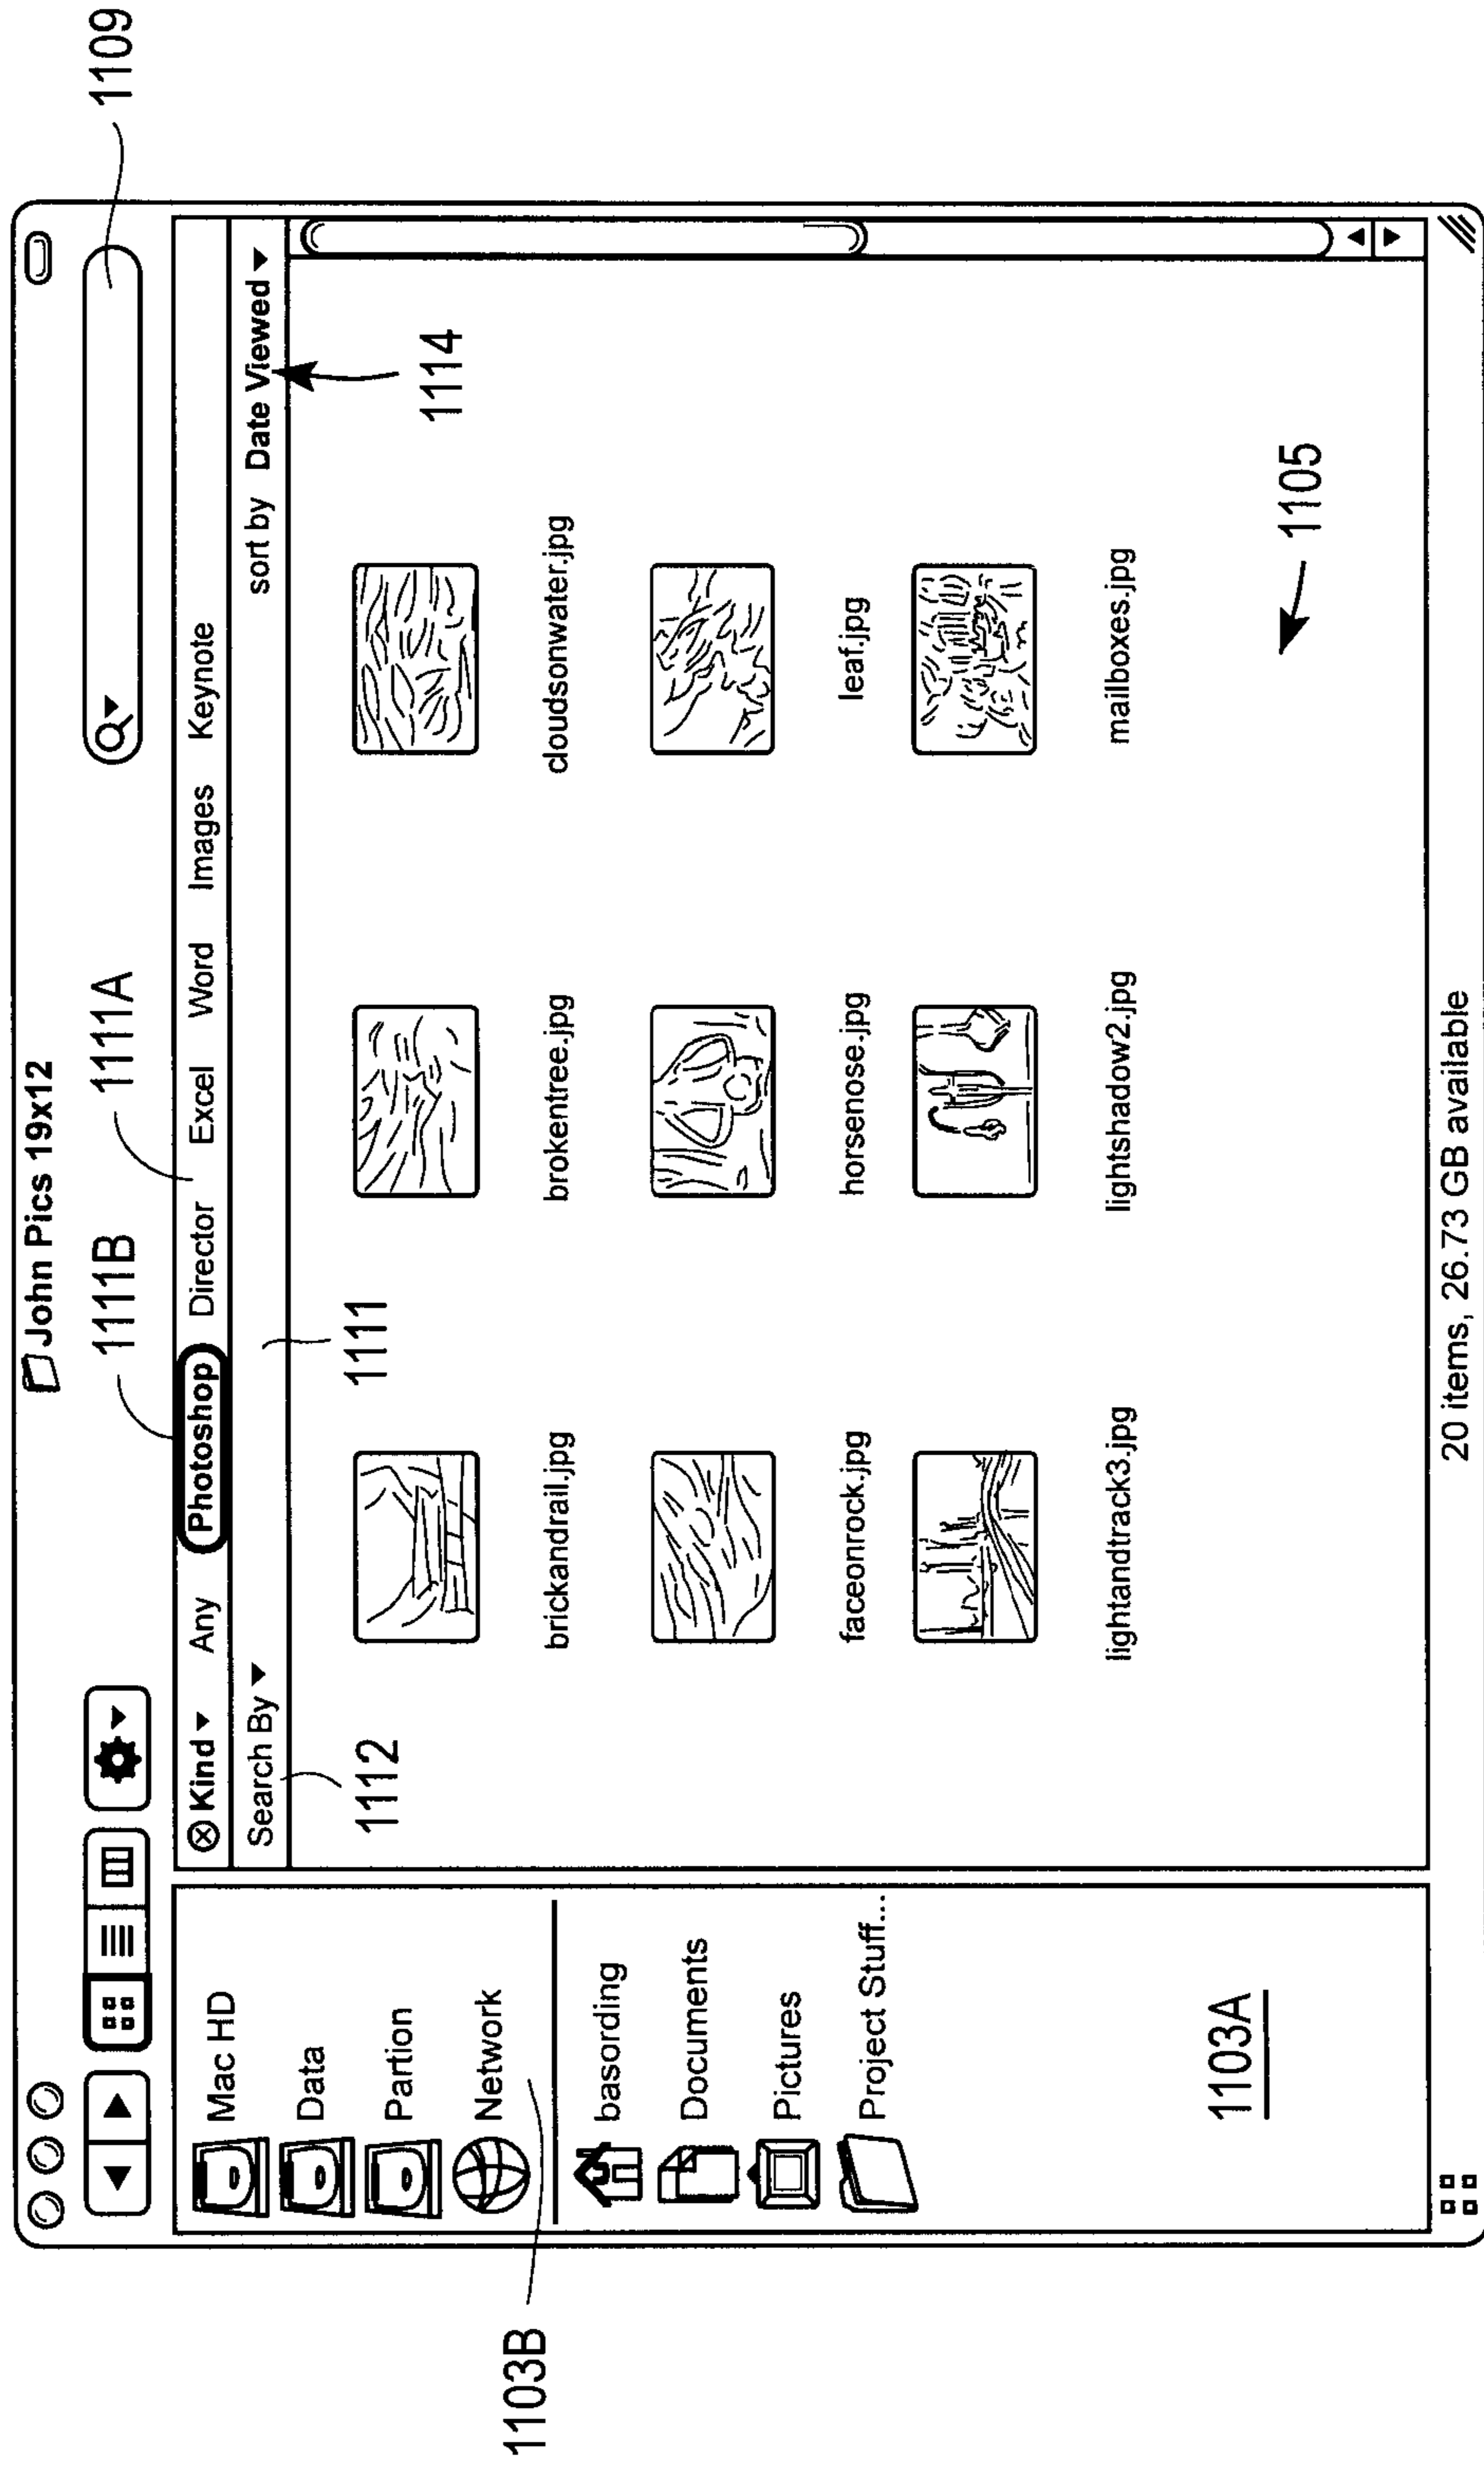 John Pics 19x12
1109
1111B
1111A
Kind Any Photoshop Director Excel Word Images Keynote
Search By
sort by Date Viewed
1112
1111
1114
Mac HD
Data
Partion
Network
1103B
basording
Documents
Pictures
Project Stuff...
1103A
brickandrail.jpg
brokentree.jpg
cloudsonwater.jpg
faceonrock.jpg
horsenose.jpg
leaf.jpg
lightandtrack3.jpg
lightshadow2.jpg
mailboxes.jpg
1105
20 items, 26.73 GB available